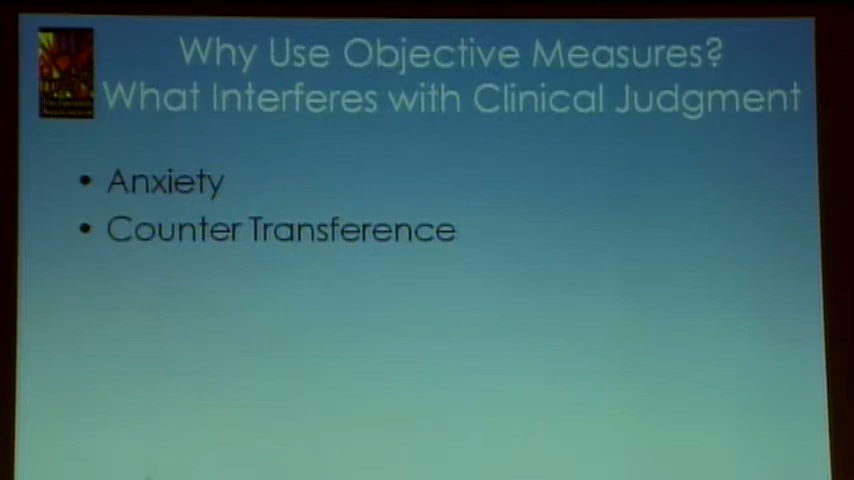 Why Use Objective Measures?
What Interferes with Clinical Judgment
• Anxiety
• Counter Transference